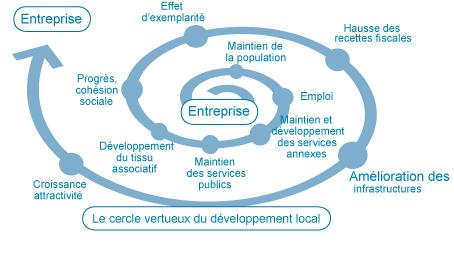 Entreprise
Effet
d'exemplarité
Hausse des
recettes fiscales
Maintien de
la population
Progrès,
cohésion
sociale
Entreprise
Emploi
Maintien et
développement
des services
annexes
Développement
du tissu
associatif
Maintien
des services
publics
Amélioration des
infrastructures
Croissance
attractivité
Le cercle vertueux du développement local